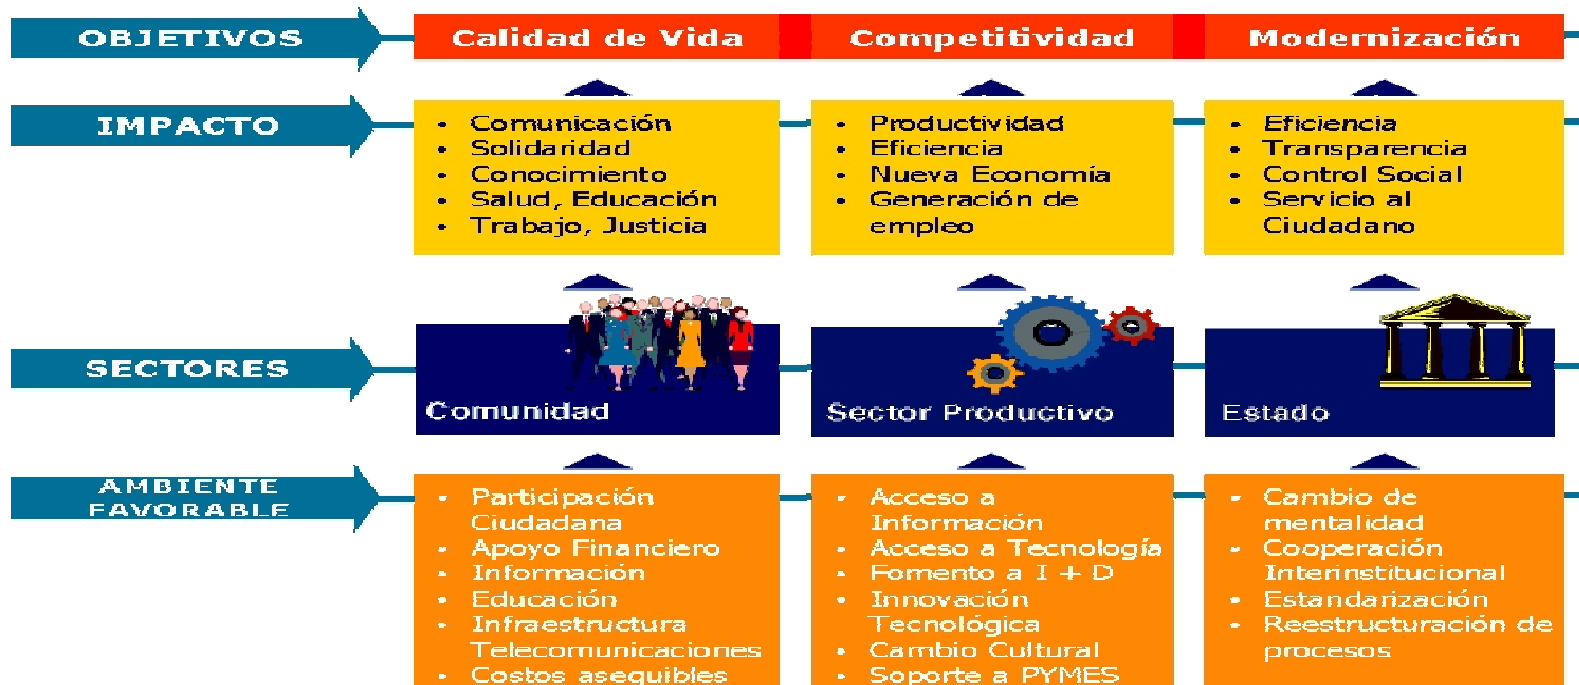 OBJETIVOS
Calidad de Vida
Competitividad
Modernización
IMPACTO
• Comunicación
• Solidaridad
• Conocimiento
• Salud, Educación
• Trabajo, Justicia
• Productividad
• Eficiencia
• Nueva Economía
• Generación de
empleo
• Eficiencia
• Transparencia
• Control Social
• Servicio al
Ciudadano
SECTORES
Comunidad
Sector Productivo
Estado
AMBIENTE
FAVORABLE
• Participación
Ciudadana
• Apoyo Financiero
• Información
• Educación
• Infraestructura
Telecomunicaciones
• Costos asequibles
• Acceso a
Información
• Acceso a Tecnología
• Fomento a I + D
• Innovación
Tecnológica
• Cambio Cultural
• Soporte a PYMES
• Cambio de
mentalidad
• Cooperación
Interinstitucional
• Estandarización
• Reestructuración de
procesos